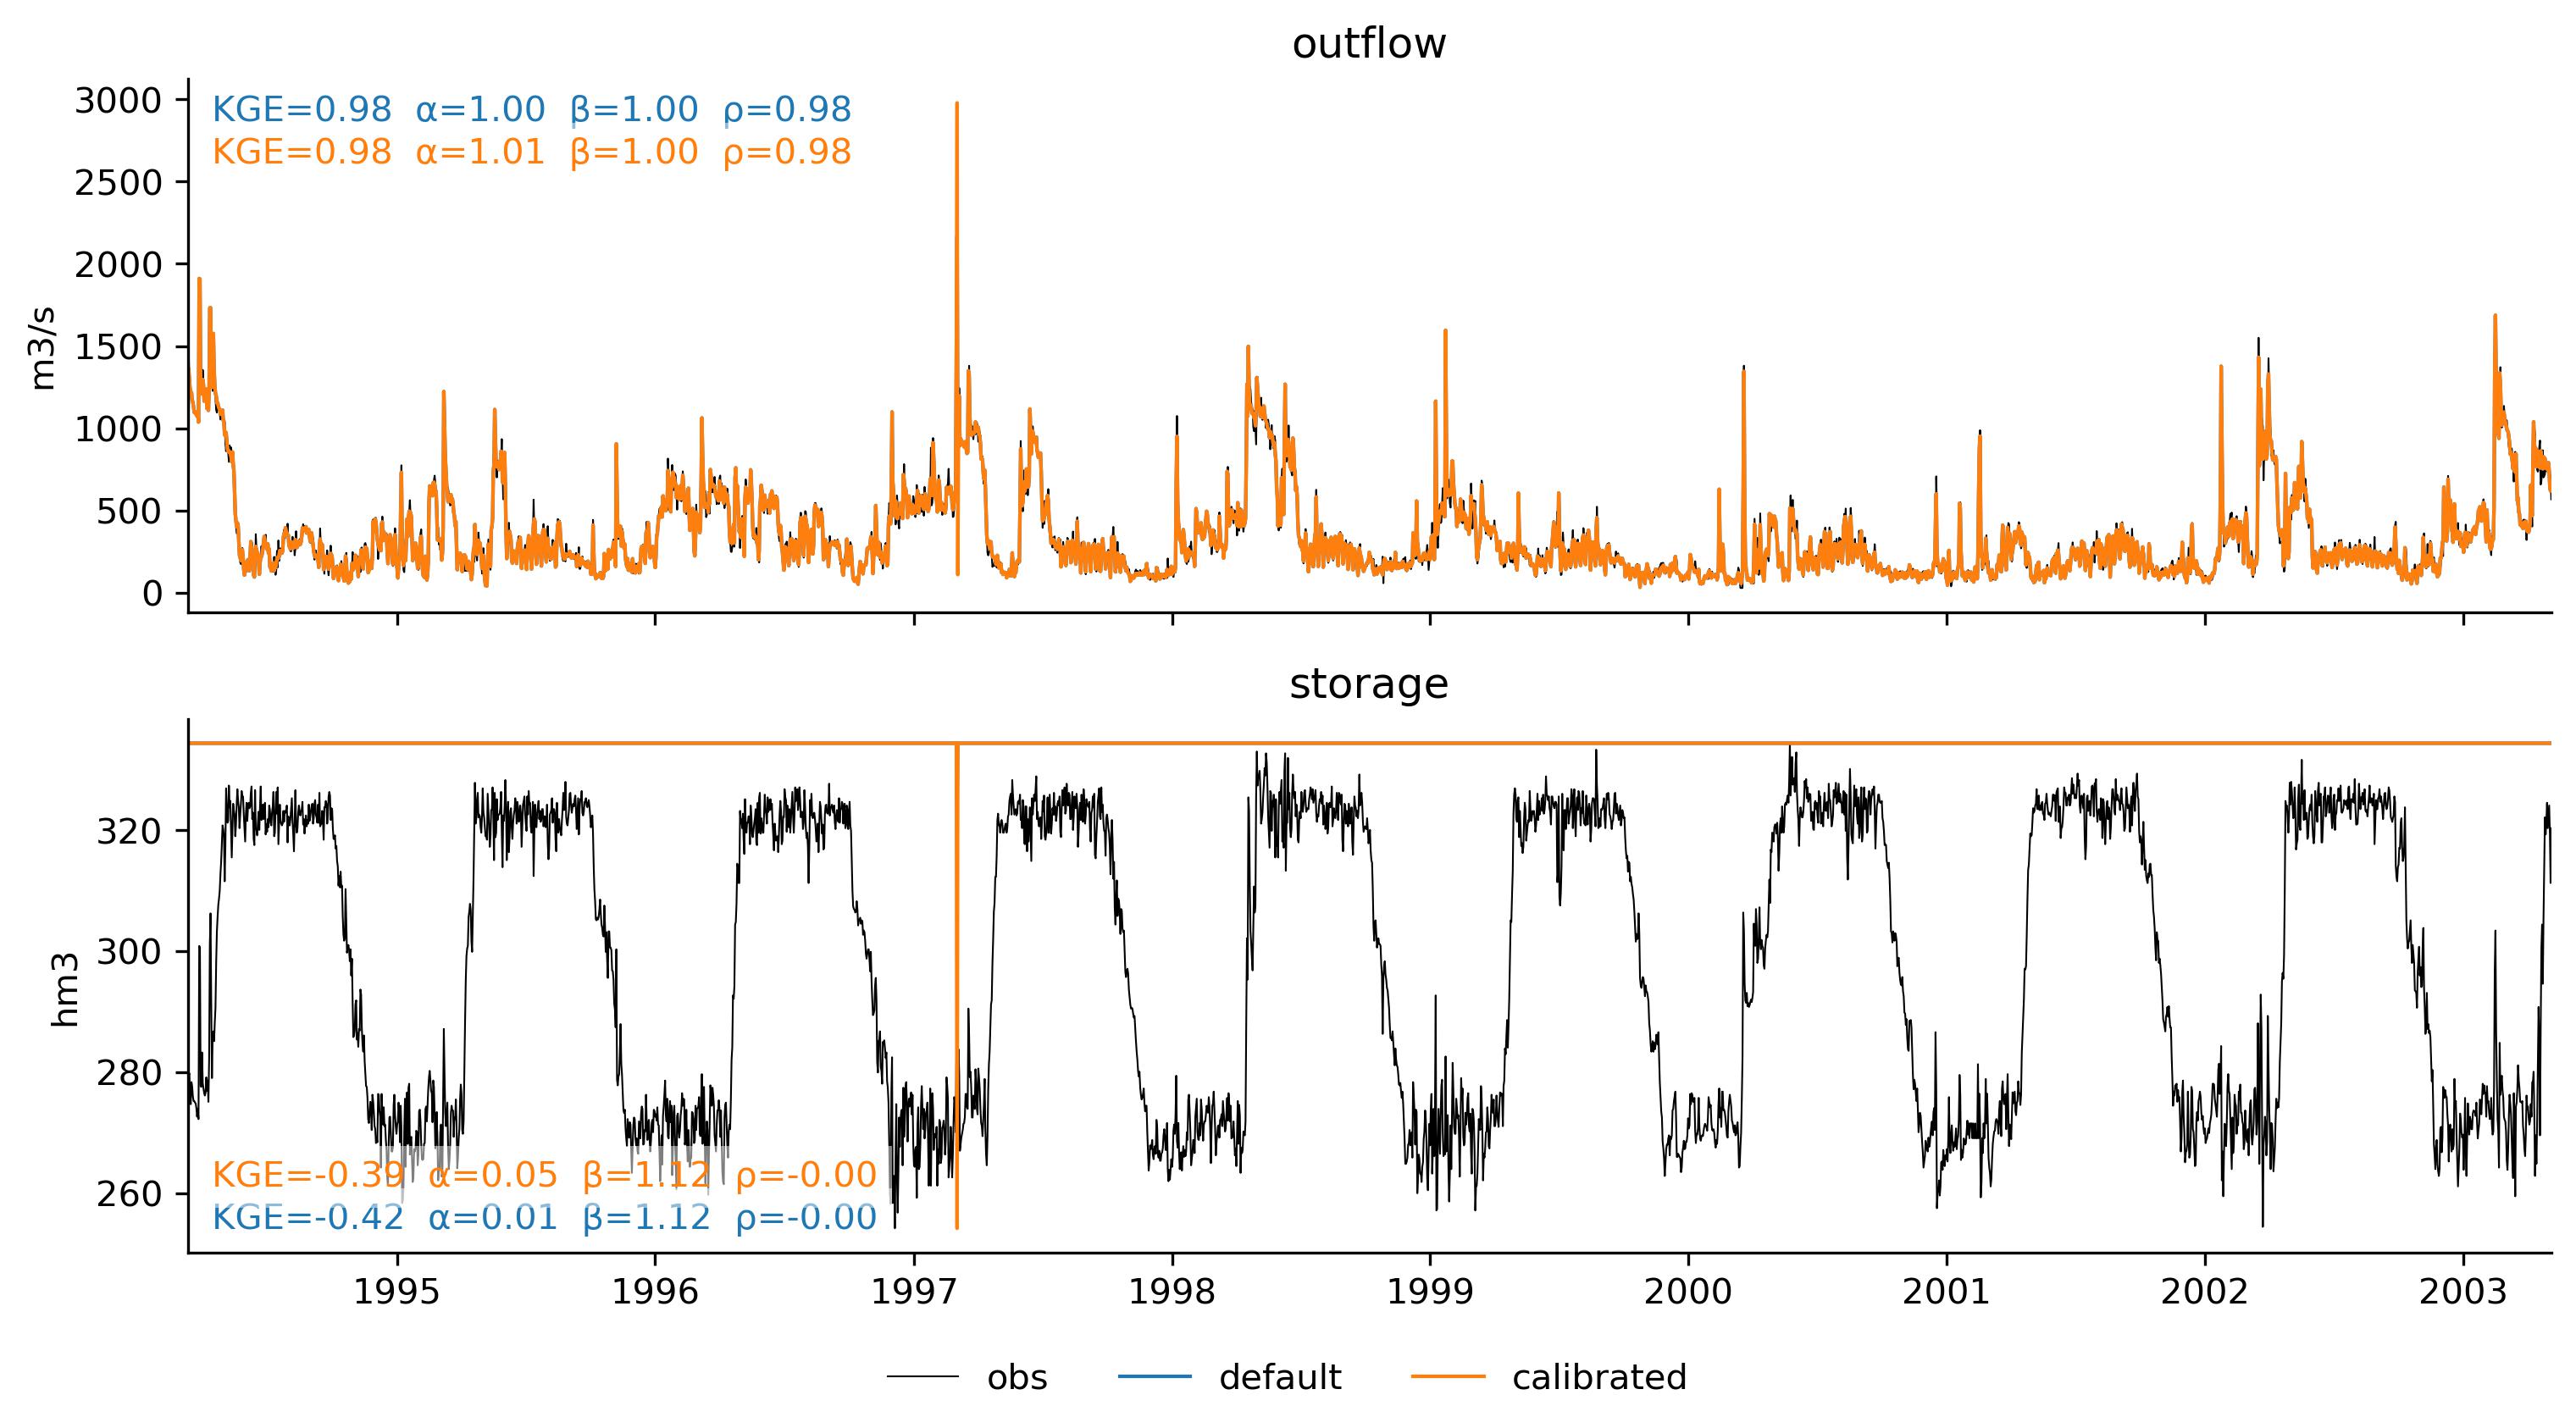 outflow
3000
2500
2000
1500
1000
500
0
m3/s
KGE=0.98 α=1.00 β=1.00 ρ=0.98
KGE=0.98 α=1.01 β=1.00 ρ=0.98
storage
320
300
280
260
hm3
KGE=-0.39 α=0.05 β=1.12 ρ=-0.00
KGE=-0.42 α=0.01 β=1.12 ρ=-0.00
1995 1996 1997 1998 1999 2000 2001 2002 2003
obs default calibrated